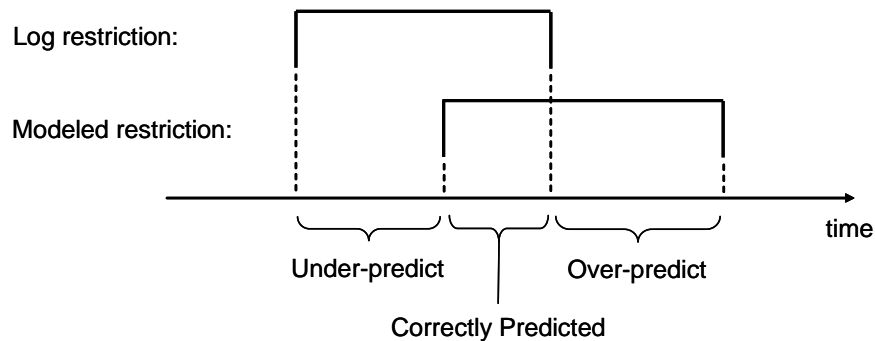 Log restriction:
Modeled restriction:
time
Under-predict
Over-predict
Correctly Predicted